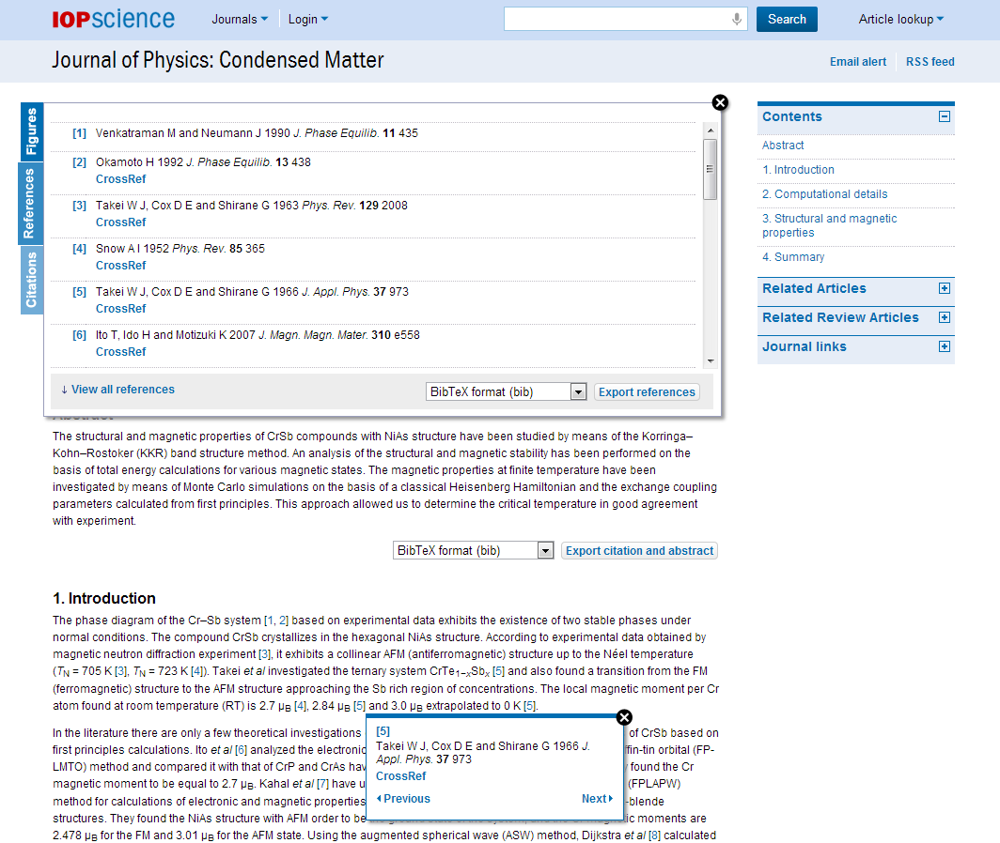 IOPscience Journals Login Search Article lookup
Journal of Physics: Condensed Matter
Email alert RSS feed
Figures
References
Citations
[1] Venkatraman M and Neumann J 1990 J. Phase Equilib. 11 435
[2] Okamoto H 1992 J. Phase Equilib. 13 438
CrossRef
[3] Takei W J, Cox D E and Shirane G 1963 Phys. Rev. 129 2008
CrossRef
[4] Snow A I 1952 Phys. Rev. 85 365
CrossRef
[5] Takei W J, Cox D E and Shirane G 1966 J. Appl. Phys. 37 973
CrossRef
[6] Ito T, Ido H and Motizuki K 2007 J. Magn. Magn. Mater. 310 e558
CrossRef
↓ View all references BibTeX format (bib) Export references
Contents
Abstract
1. Introduction
2. Computational details
3. Structural and magnetic
properties
4. Summary
Related Articles
Related Review Articles
Journal links
The structural and magnetic properties of CrSb compounds with NiAs structure have been studied by means of the Korringa–
Kohn–Rostoker (KKR) band structure method. An analysis of the structural and magnetic stability has been performed on the
basis of total energy calculations for various magnetic states. The magnetic properties at finite temperature have been
investigated by means of Monte Carlo simulations on the basis of a classical Heisenberg Hamiltonian and the exchange coupling
parameters calculated from first principles. This approach allowed us to determine the critical temperature in good agreement
with experiment.
BibTeX format (bib) Export citation and abstract
1. Introduction
The phase diagram of the Cr–Sb system [1, 2] based on experimental data exhibits the existence of two stable phases under
normal conditions. The compound CrSb crystallizes in the hexagonal NiAs structure. According to experimental data obtained by
magnetic neutron diffraction experiment [3], it exhibits a collinear AFM (antiferromagnetic) structure up to the Néel temperature
(TN = 705 K [3], TN = 723 K [4]). Takei et al investigated the ternary system CrTe1−xSbx [5] and also found a transition from the FM
(ferromagnetic) structure to the AFM structure approaching the Sb rich region of concentrations. The local magnetic moment per Cr
atom found at room temperature (RT) is 2.7 μB [4], 2.84 μB [5] and 3.0 μB extrapolated to 0 K [5].
In the literature there are only a few theoretical investigations of CrSb based on
first principles calculations. Ito et al [6] analyzed the electronic ffin-tin orbital (FP-
LMTO) method and compared it with that of CrP and CrAs hav found the Cr
magnetic moment to be equal to 2.7 μB. Kahal et al [7] have u (FPLAPW)
method for calculations of electronic and magnetic properties -blende
structures. They found the NiAs structure with AFM order to be moments are
2.478 μB for the FM and 3.01 μB for the AFM state. Using the augmented spherical wave (ASW) method, Dijkstra et al [8] calculated
[5]
Takei W J, Cox D E and Shirane G 1966 J.
Appl. Phys. 37 973
CrossRef
Previous Next